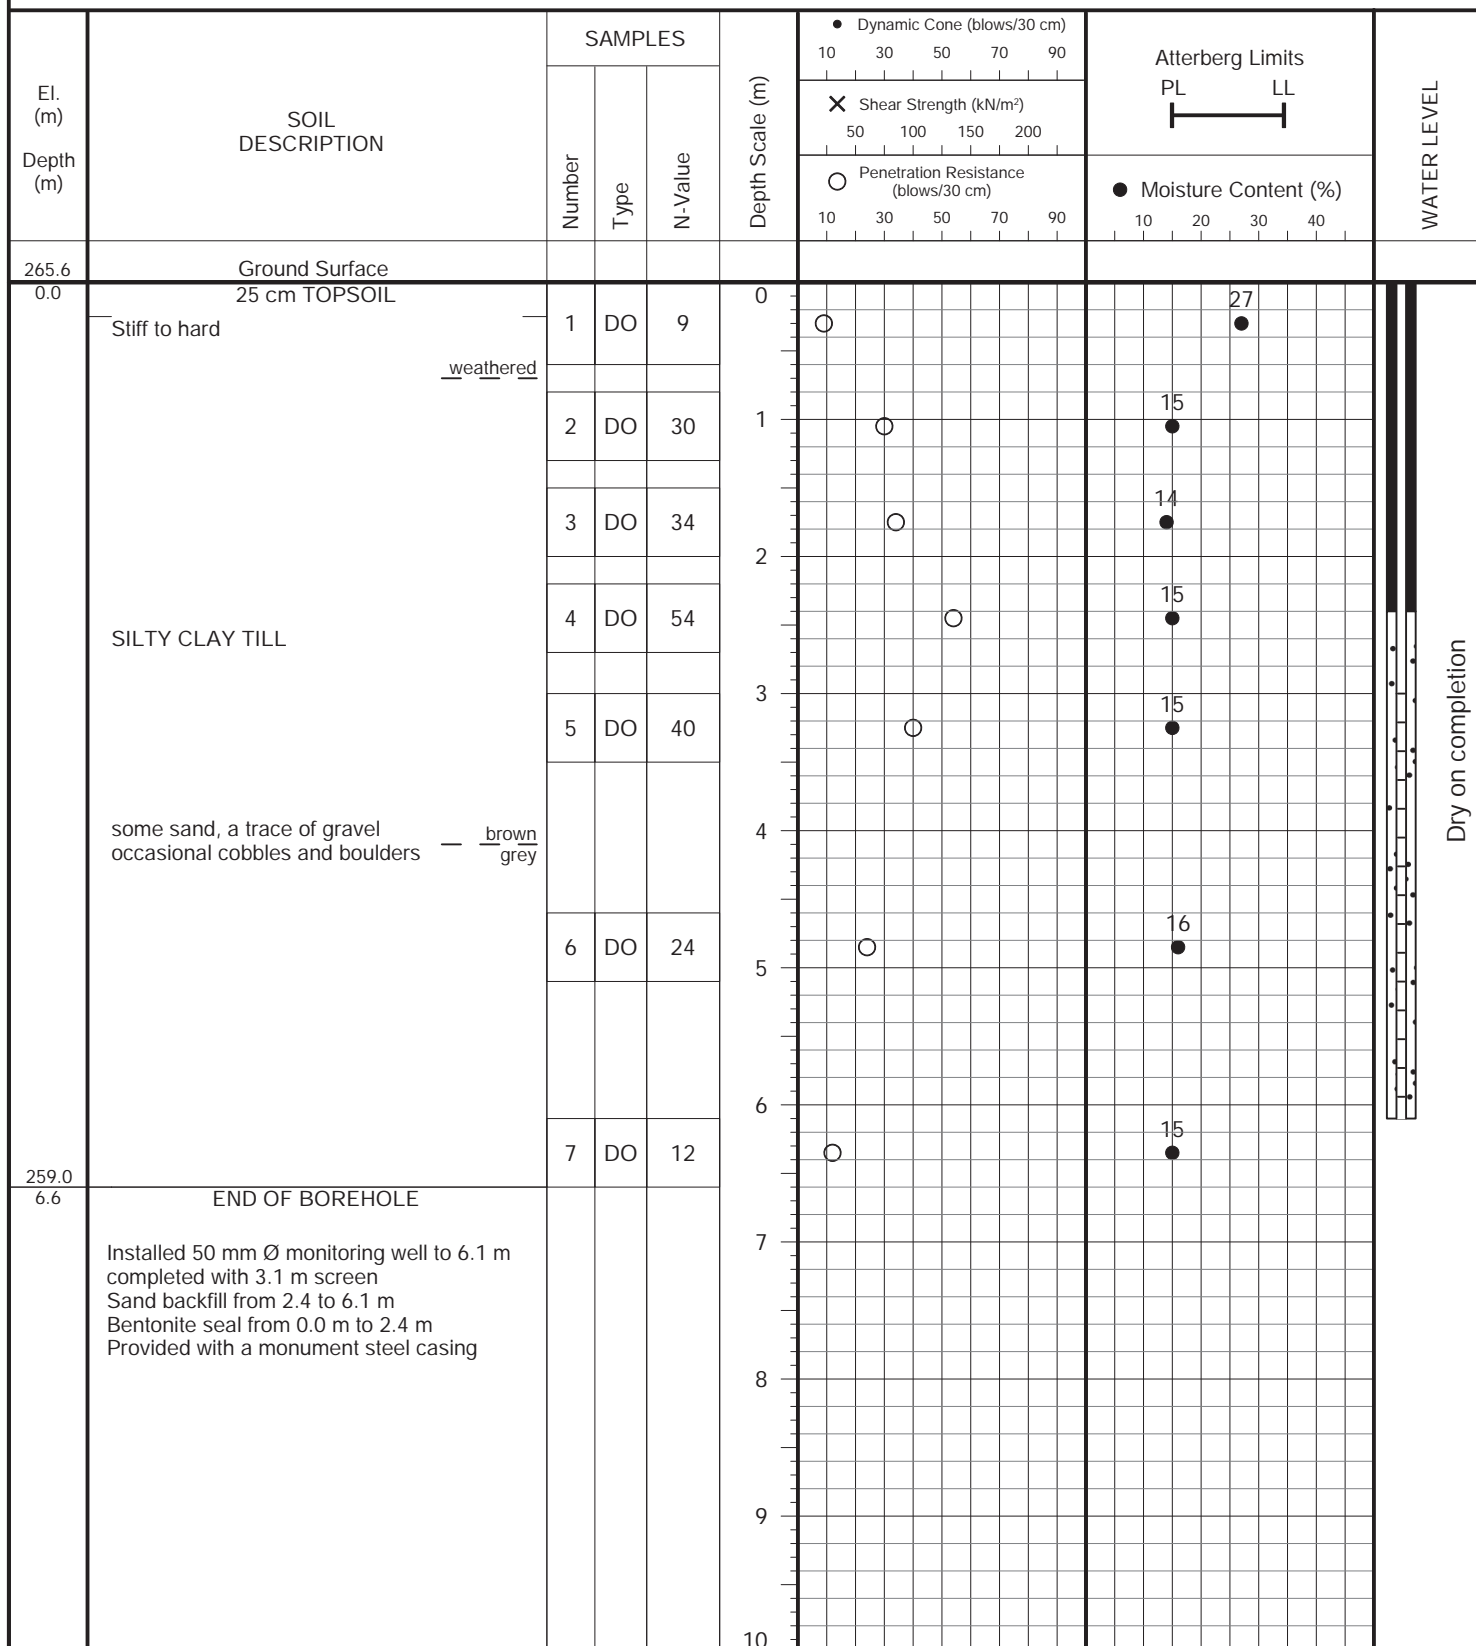 El.
(m)
Depth
(m)
SOIL
DESCRIPTION
SAMPLES
Number
Type
N-Value
Depth Scale (m)
Dynamic Cone (blows/30 cm)
10 30 50 70 90
Shear Strength (kN/m²)
50 100 150 200
Penetration Resistance
(blows/30 cm)
10 30 50 70 90
Atterberg Limits
PL LL
Moisture Content (%)
10 20 30 40
WATER LEVEL
265.6 Ground Surface
0.0 25 cm TOPSOIL 0
27
Stiff to hard 1 DO 9
weathered
15
2 DO 30 1
14
3 DO 34
2
15
4 DO 54
SILTY CLAY TILL
3
15
5 DO 40
Dry on completion
some sand, a trace of gravel brown 4
occasional cobbles and boulders grey
16
6 DO 24
5
6
15
7 DO 12
259.0
6.6 END OF BOREHOLE
Installed 50 mm Ø monitoring well to 6.1 m 7
completed with 3.1 m screen
Sand backfill from 2.4 to 6.1 m
Bentonite seal from 0.0 m to 2.4 m
Provided with a monument steel casing
8
9
10